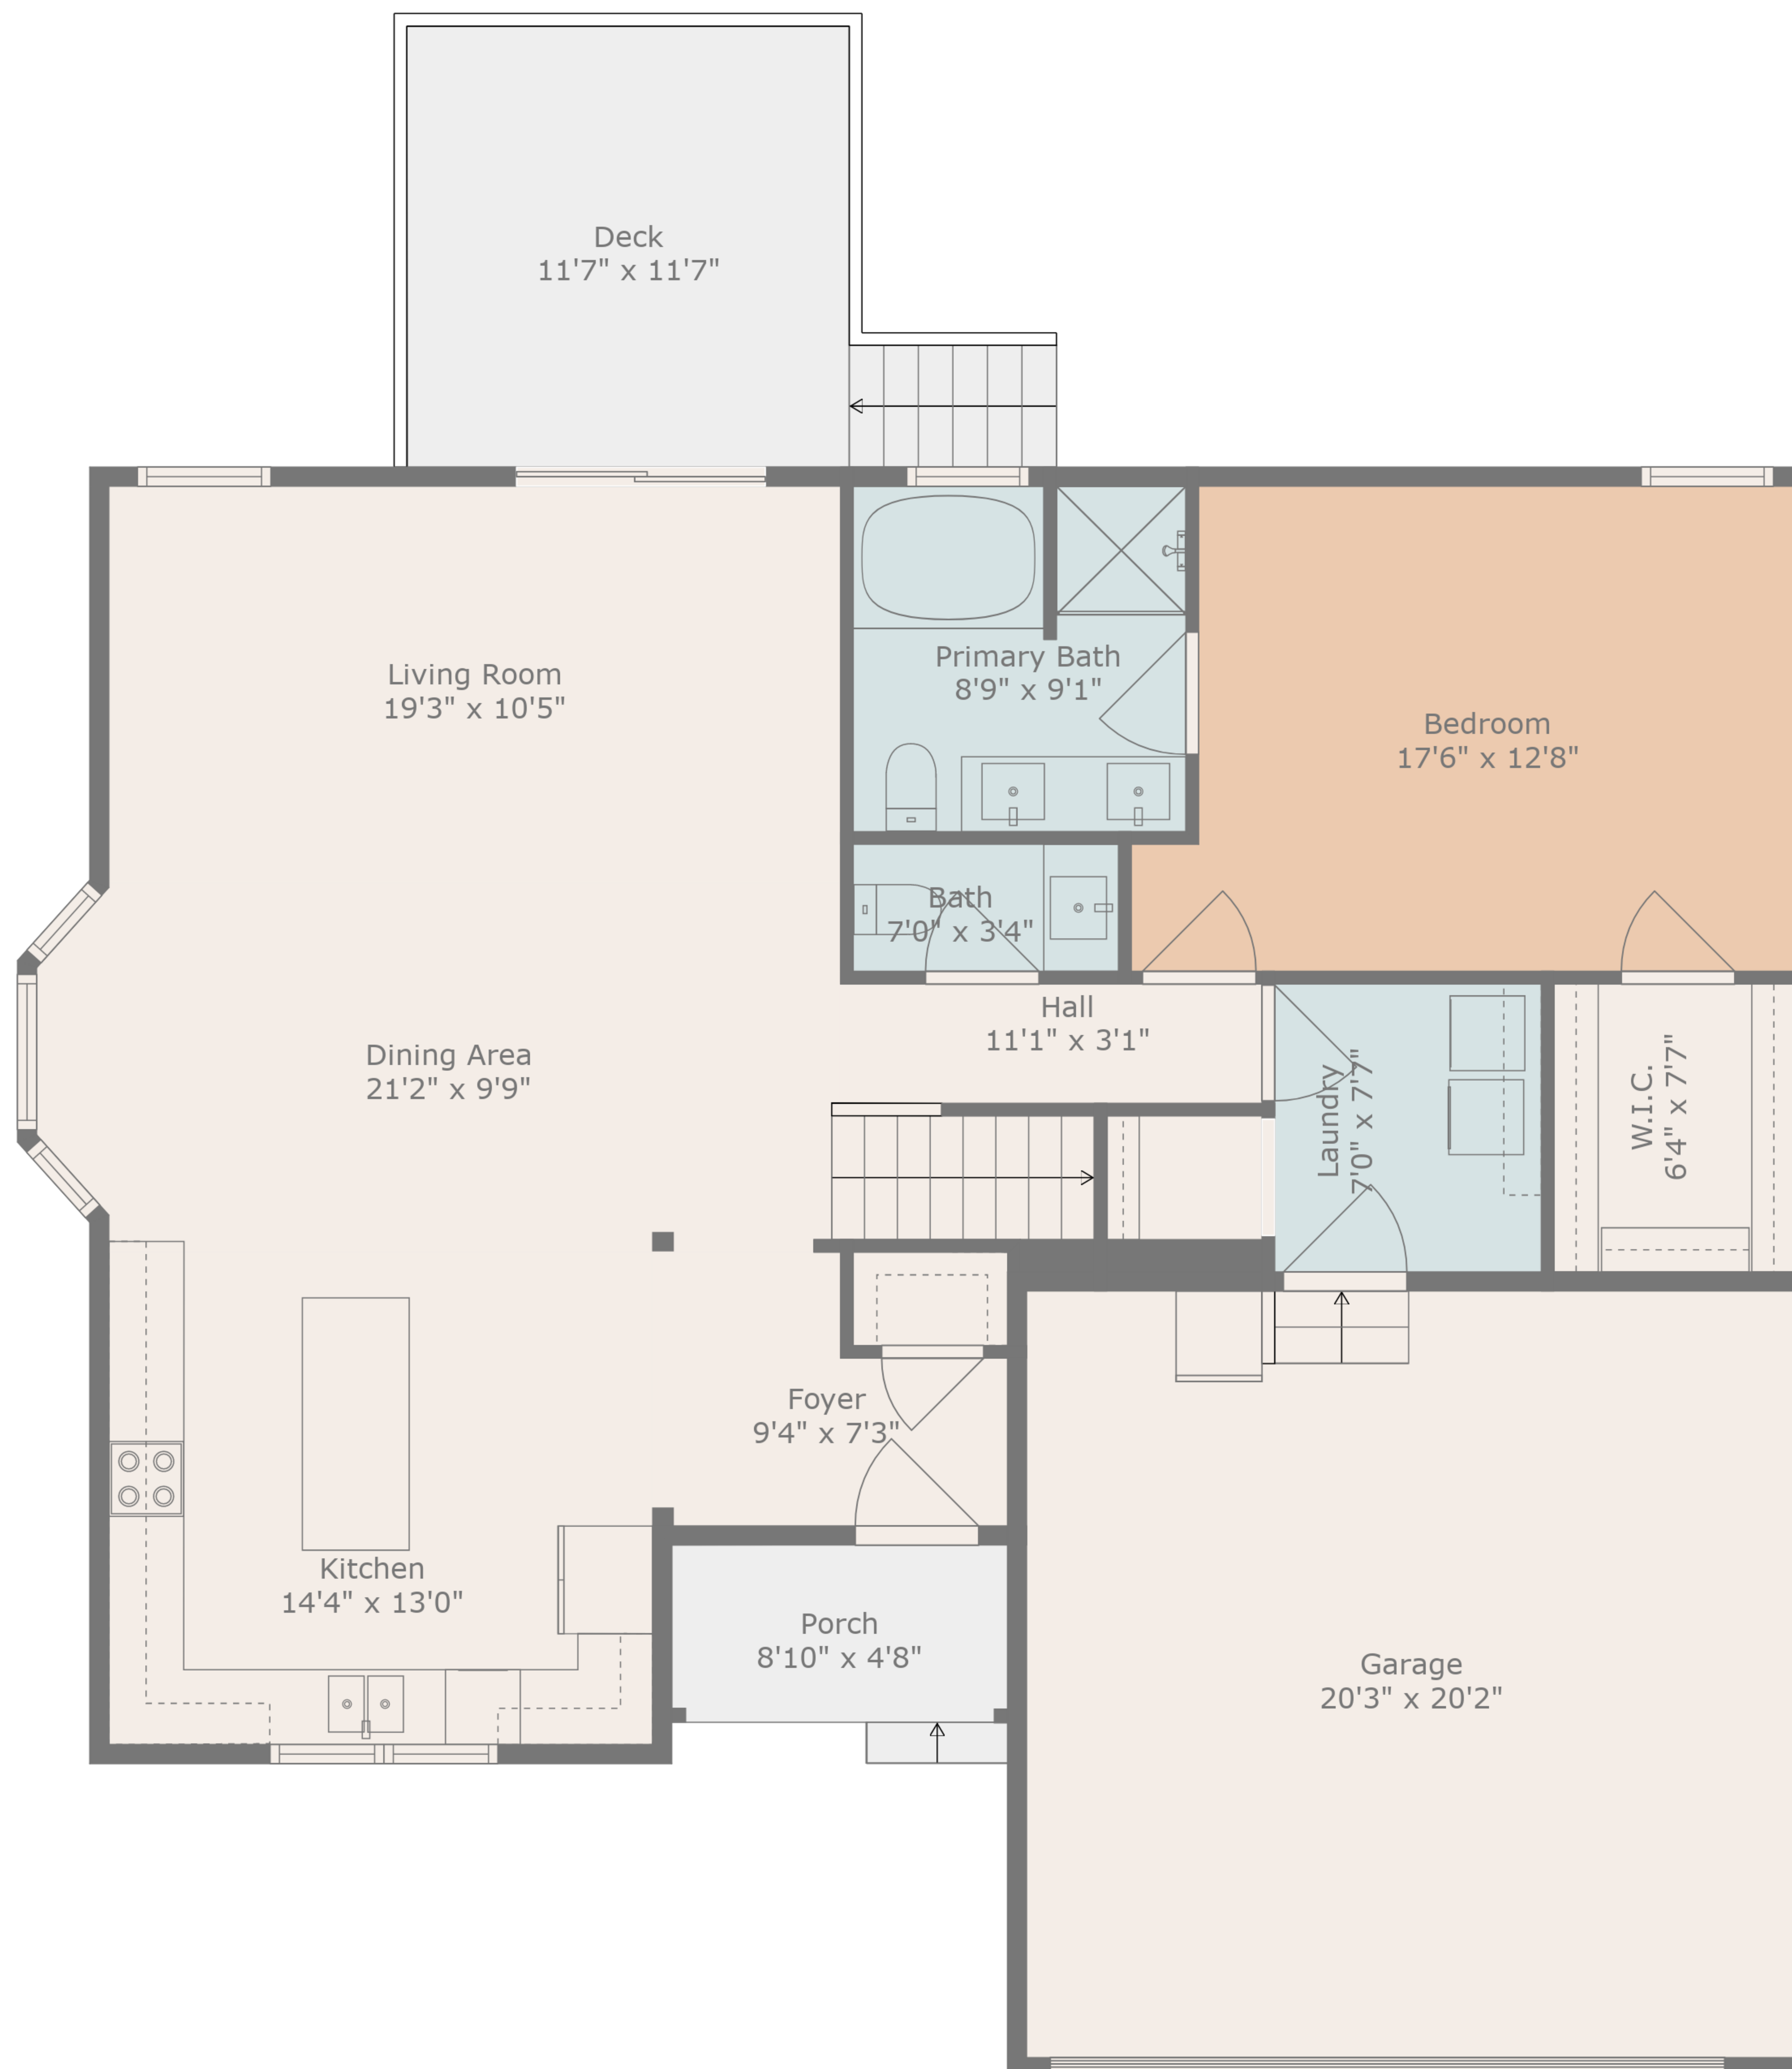 Deck
11'7" x 11'7"
Living Room
19'3" x 10'5"
Primary Bath
8'9" x 9'1"
Bedroom
17'6" x 12'8"
Bath
7'0" x 3'4"
Hall
11'1" x 3'1"
Dining Area
21'2" x 9'9"
Laundry
7'0" x 7'7"
W.I.C.
6'4" x 7'7"
Foyer
9'4" x 7'3"
Kitchen
14'4" x 13'0"
Porch
8'10" x 4'8"
Garage
20'3" x 20'2"